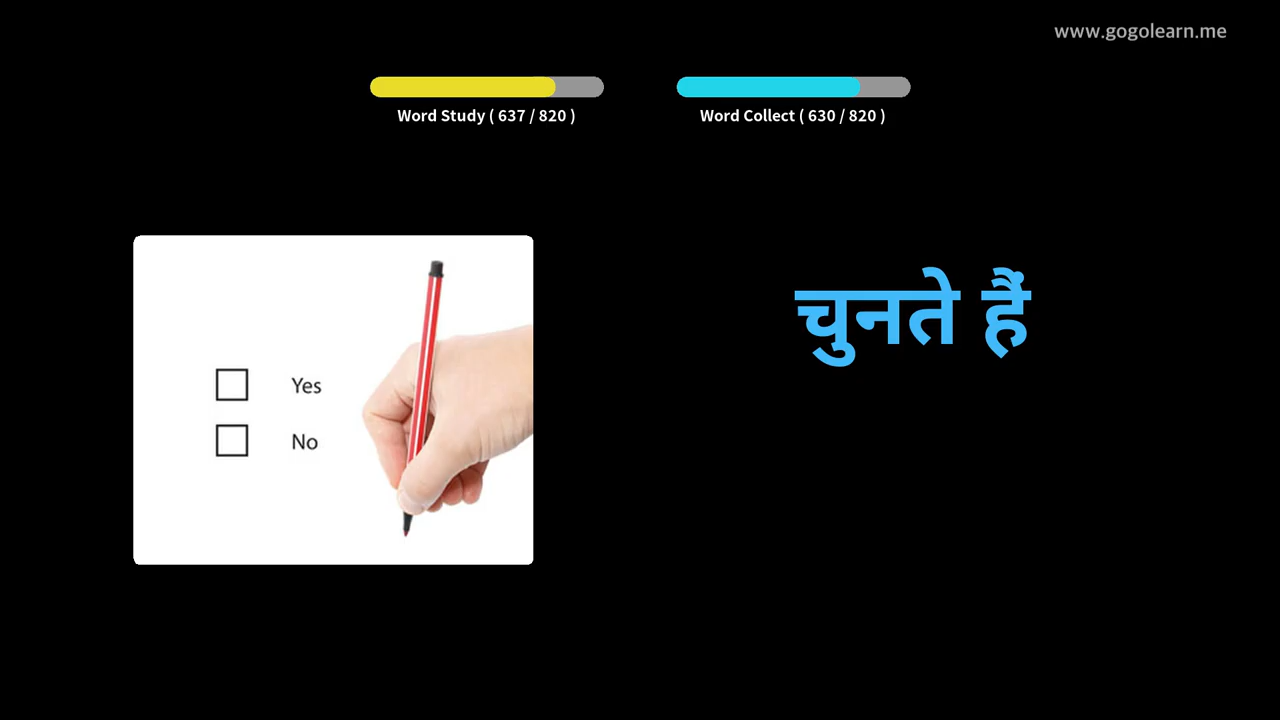 www.gogolearn.me
Word Study ( 637 / 820 )
Word Collect ( 630 / 820 )
चुनते हैं
Yes
No